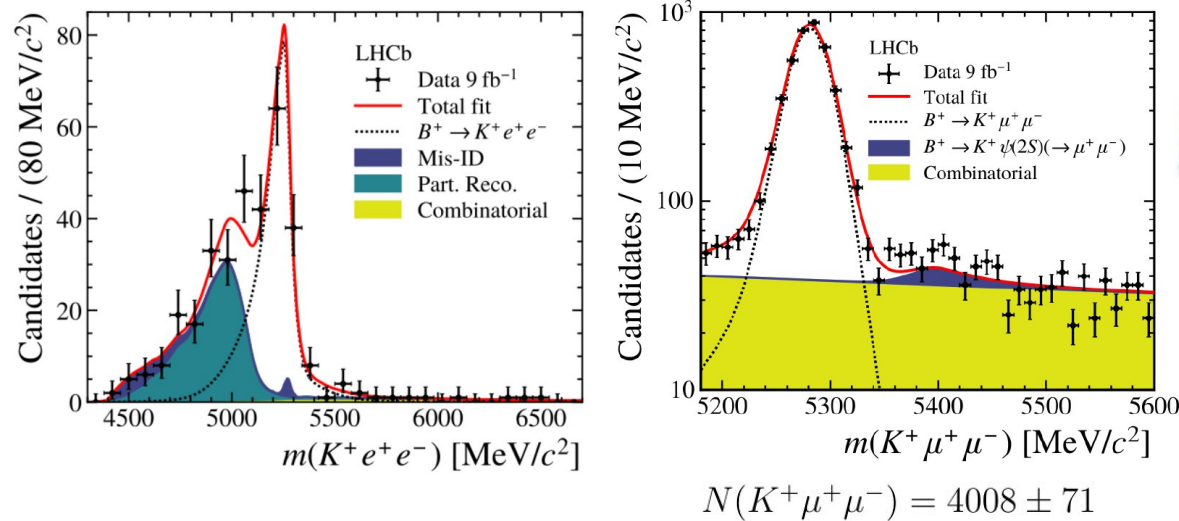 Candidates / (80 MeV/c²)
80
60
40
20
0
LHCb
Data 9 fb⁻¹
Total fit
B⁺ → K⁺ e⁺ e⁻
Mis-ID
Part. Reco.
Combinatorial
4500 5000 5500 6000 6500
m(K⁺ e⁺ e⁻) [MeV/c²]
Candidates / (10 MeV/c²)
10³
100
10
LHCb
Data 9 fb⁻¹
Total fit
B⁺ → K⁺ μ⁺ μ⁻
B⁺ → K⁺ ψ(2S)(→ μ⁺ μ⁻)
Combinatorial
5200 5300 5400 5500 5600
m(K⁺ μ⁺ μ⁻) [MeV/c²]
N(K⁺μ⁺μ⁻) = 4008 ± 71